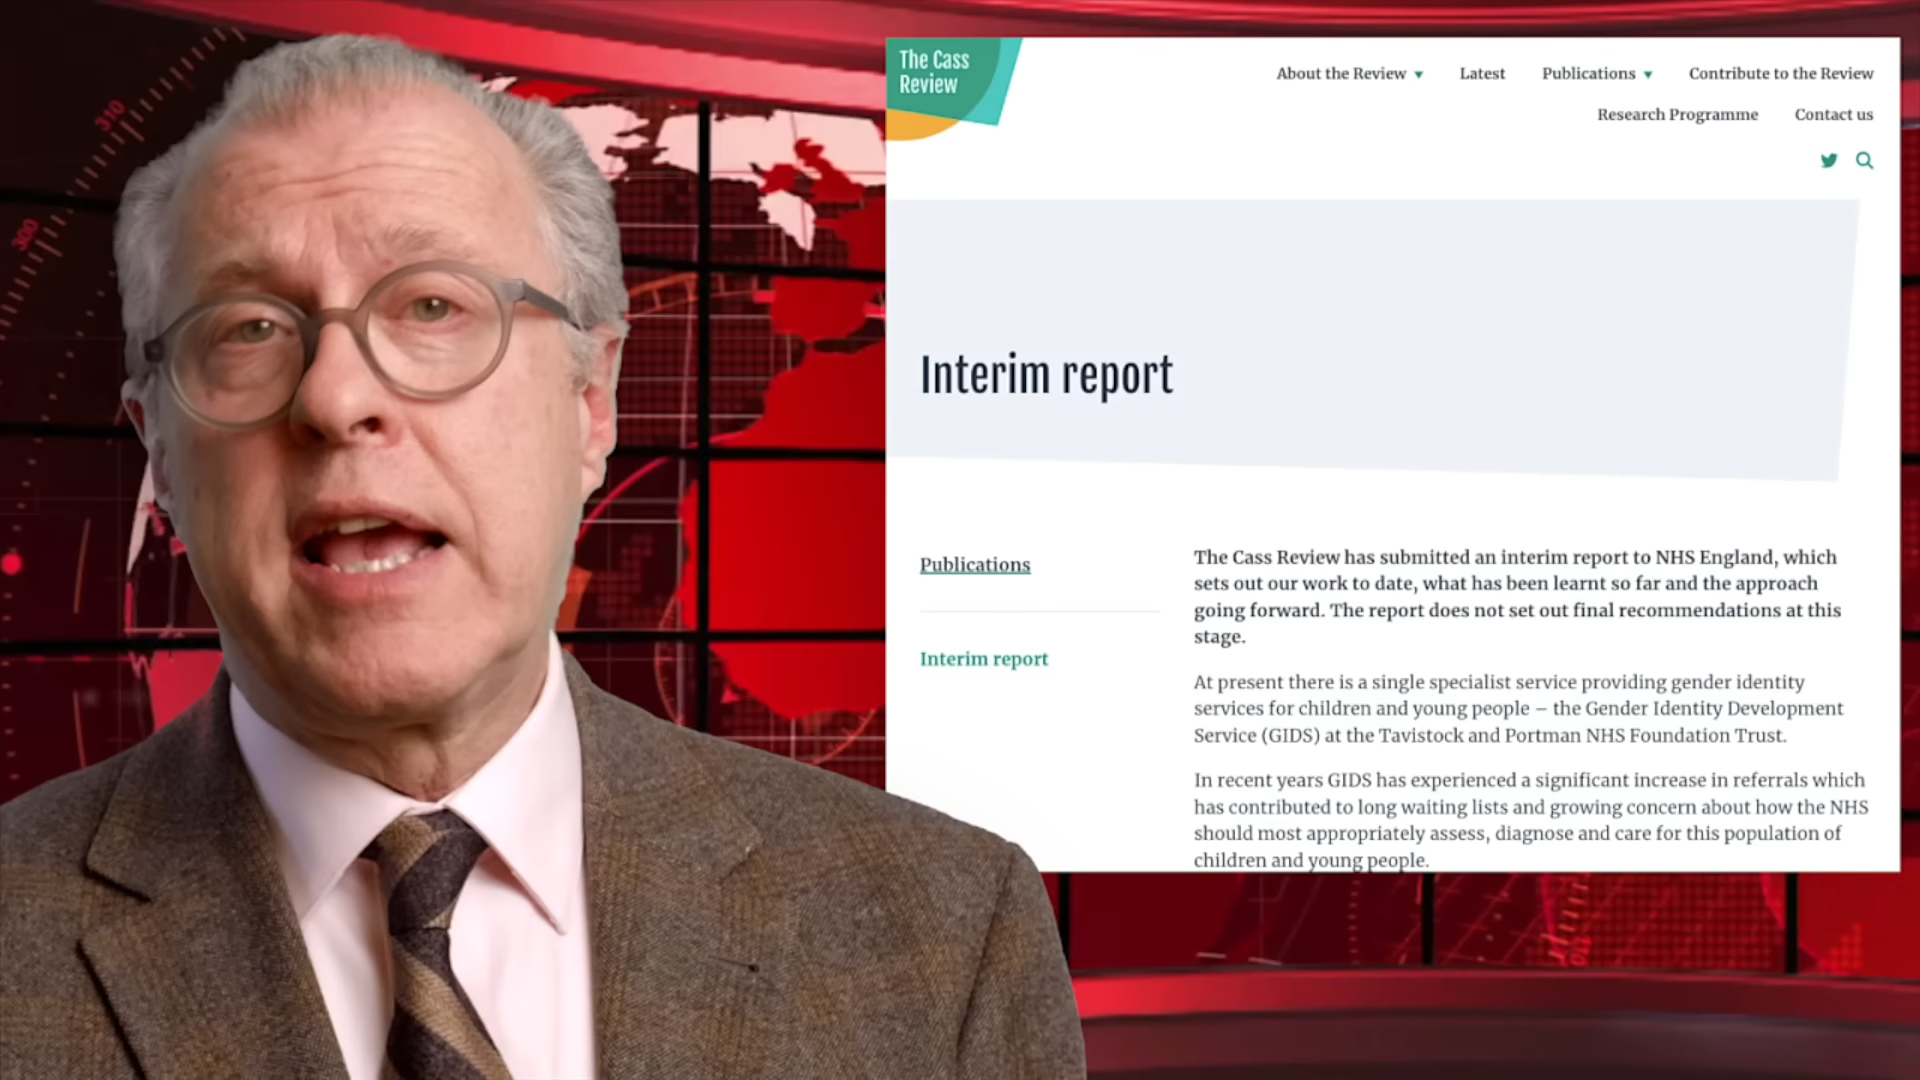 310
300
The Cass
Review
About the Review
Latest
Publications
Contribute to the Review
Research Programme
Contact us
Interim report
Publications
Interim report
The Cass Review has submitted an interim report to NHS England, which
sets out our work to date, what has been learnt so far and the approach
going forward. The report does not set out final recommendations at this
stage.
At present there is a single specialist service providing gender identity
services for children and young people – the Gender Identity Development
Service (GIDS) at the Tavistock and Portman NHS Foundation Trust.
In recent years GIDS has experienced a significant increase in referrals which
has contributed to long waiting lists and growing concern about how the NHS
should most appropriately assess, diagnose and care for this population of
children and young people.